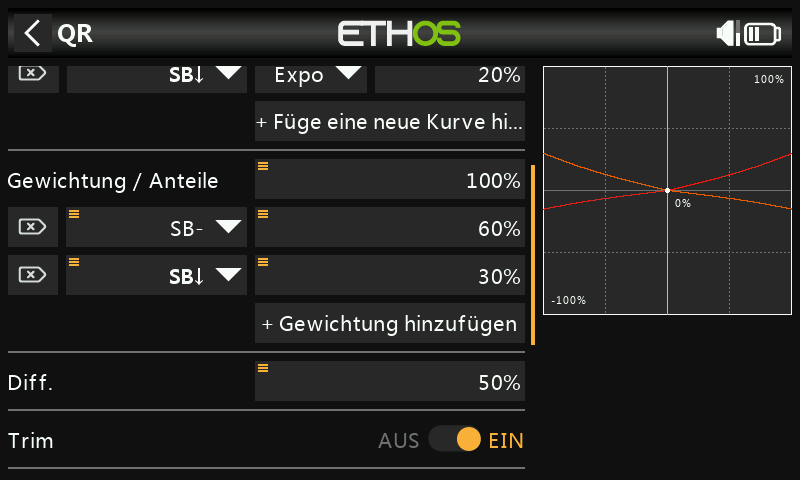 QR
ETHOS
SB↓ Expo 20%
+ Füge eine neue Kurve hi...
Gewichtung / Anteile 100%
SB- 60%
SB↓ 30%
+ Gewichtung hinzufügen
Diff. 50%
Trim AUS EIN
100%
0%
-100%